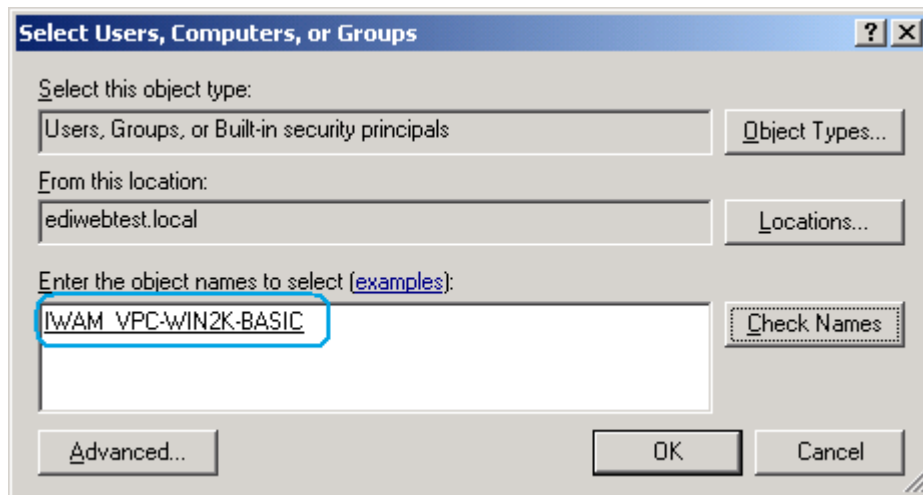 Select Users, Computers, or Groups
Select this object type:
Users, Groups, or Built-in security principals
Object Types...
From this location:
ediwebtest.local
Locations...
Enter the object names to select (examples):
IWAM_VPC-WIN2K-BASIC
Check Names
Advanced...
OK
Cancel